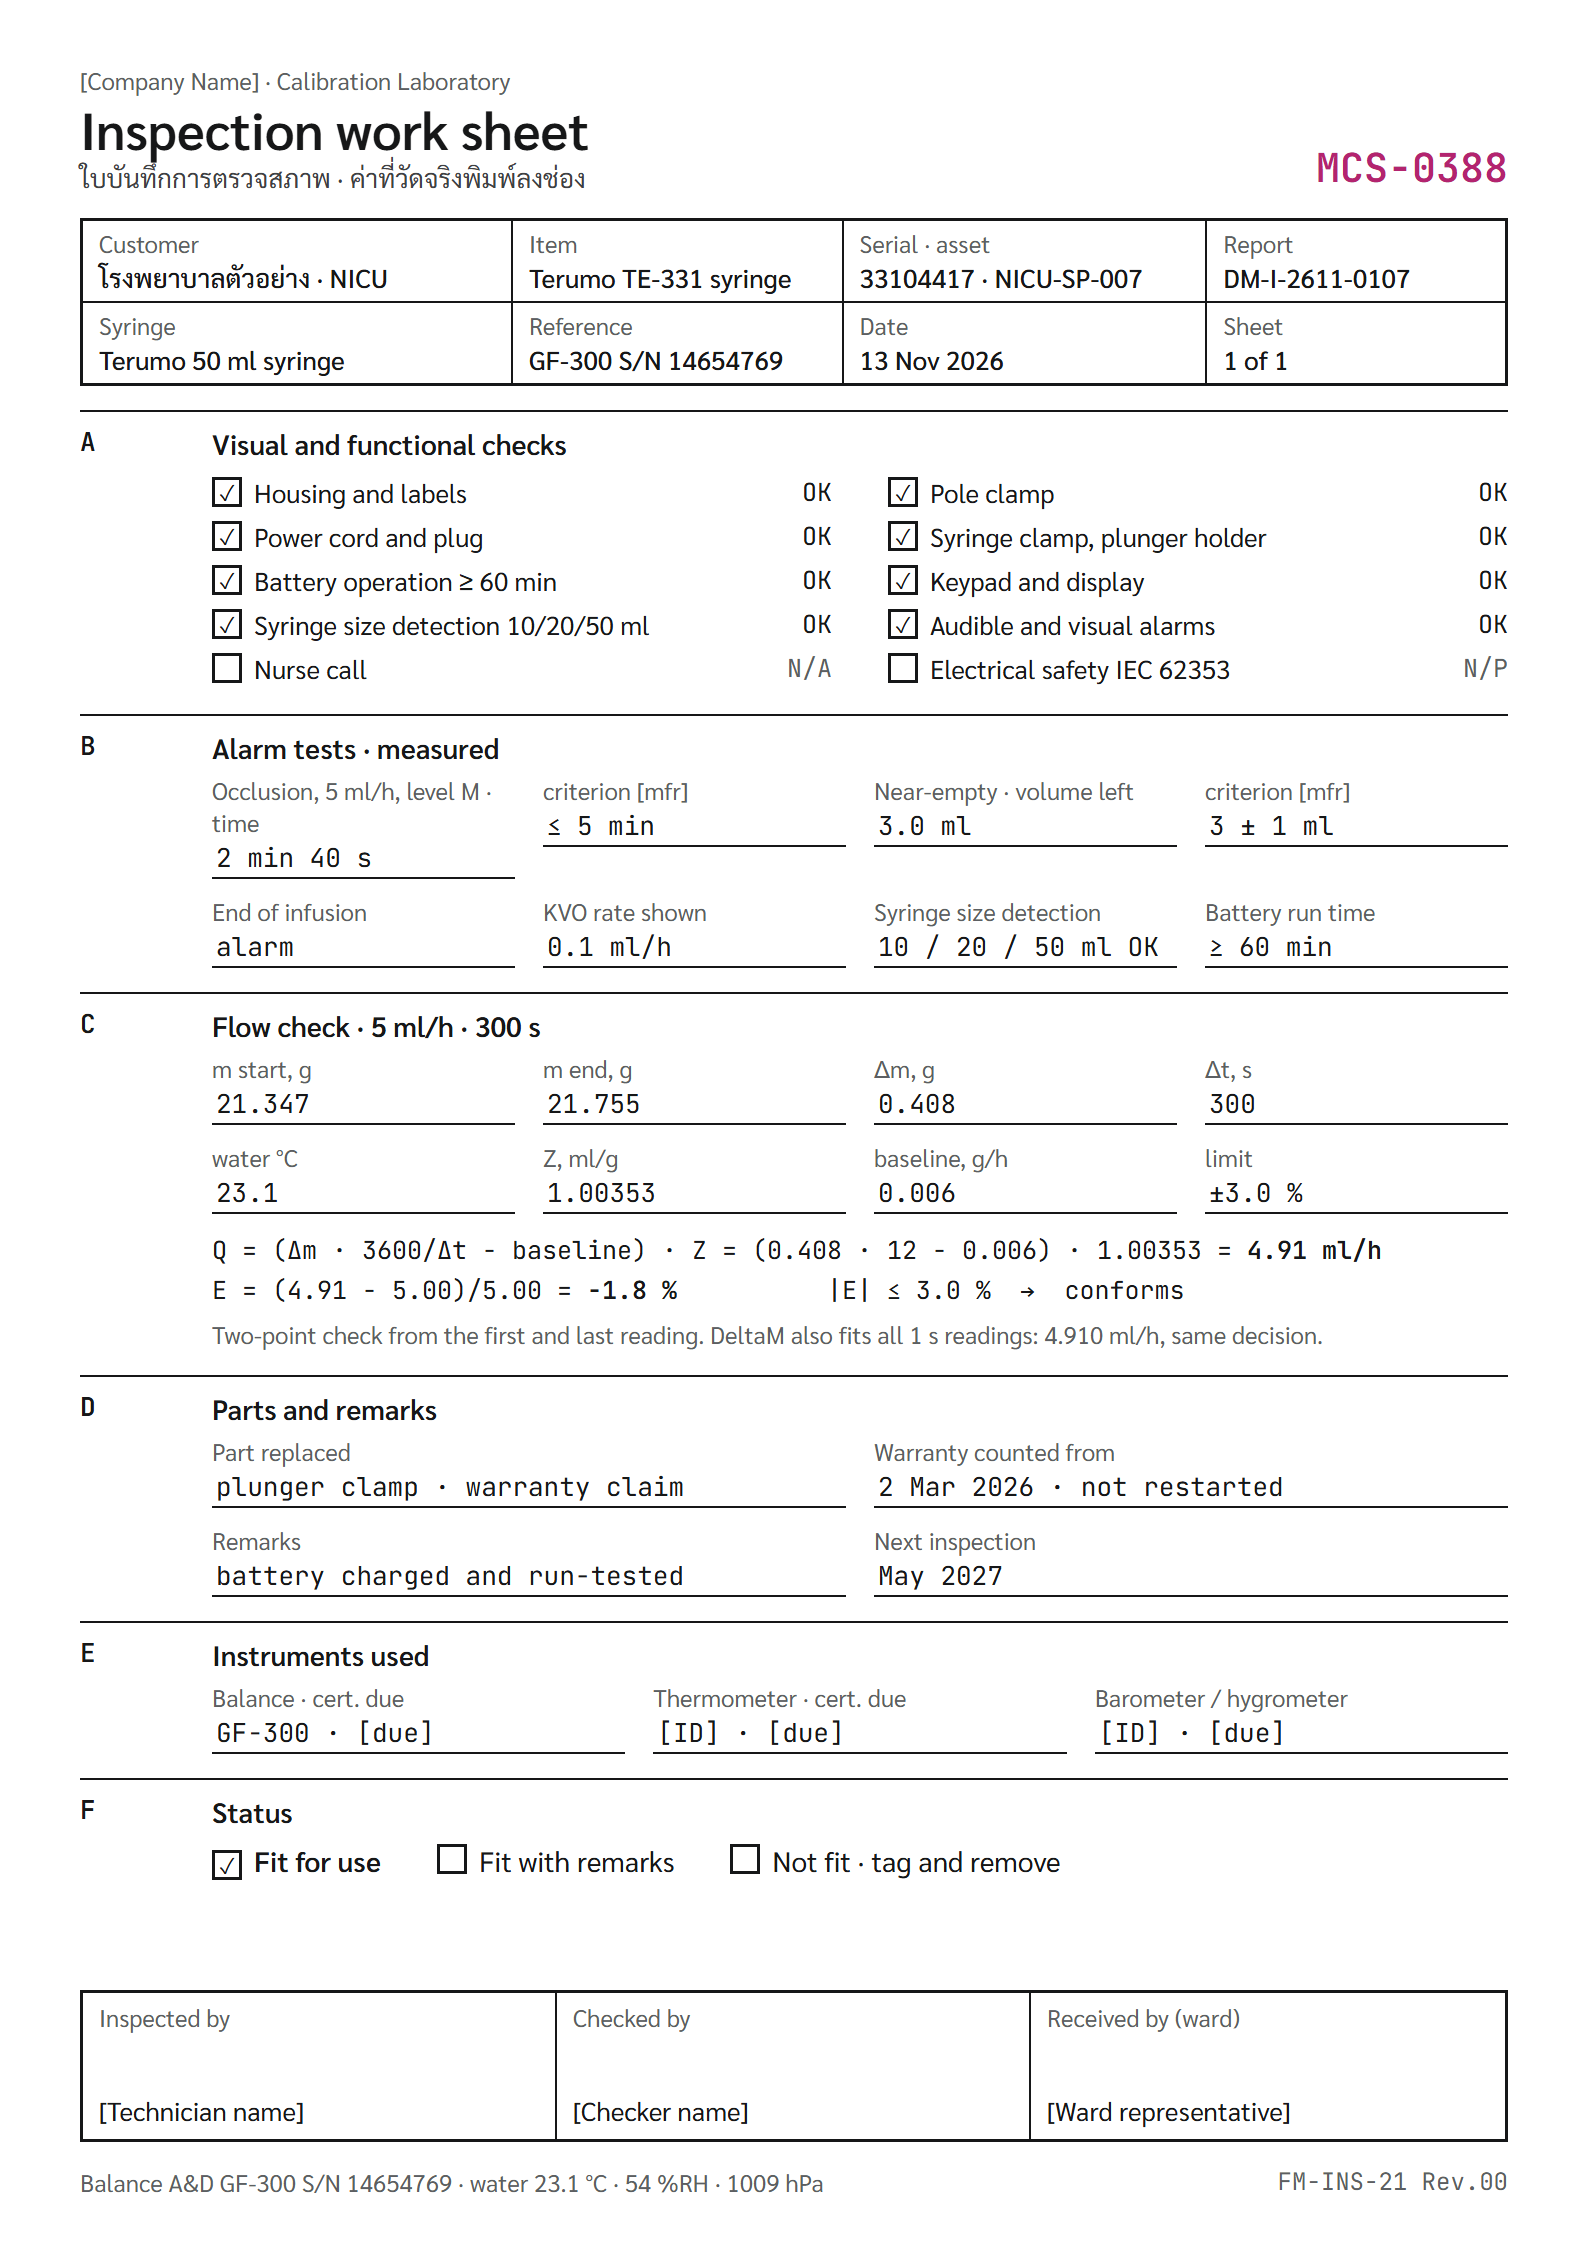 [Company Name] · Calibration Laboratory
Inspection work sheet
ใบบันทึกการตรวจสภาพ · ค่าที่วัดจริงพิมพ์ลงช่อง
MCS-0388
Customer
โรงพยาบาลตัวอย่าง · NICU
Item
Terumo TE-331 syringe
Serial · asset
33104417 · NICU-SP-007
Report
DM-I-2611-0107
Syringe
Terumo 50 ml syringe
Reference
GF-300 S/N 14654769
Date
13 Nov 2026
Sheet
1 of 1
A
Visual and functional checks
✓ Housing and labels OK
✓ Pole clamp OK
✓ Power cord and plug OK
✓ Syringe clamp, plunger holder OK
✓ Battery operation ≥ 60 min OK
✓ Keypad and display OK
✓ Syringe size detection 10/20/50 ml OK
✓ Audible and visual alarms OK
Nurse call N/A
Electrical safety IEC 62353 N/P
B
Alarm tests · measured
Occlusion, 5 ml/h, level M ·
time
2 min 40 s
criterion [mfr]
≤ 5 min
Near-empty · volume left
3.0 ml
criterion [mfr]
3 ± 1 ml
End of infusion
alarm
KVO rate shown
0.1 ml/h
Syringe size detection
10 / 20 / 50 ml OK
Battery run time
≥ 60 min
C
Flow check · 5 ml/h · 300 s
m start, g
21.347
m end, g
21.755
Δm, g
0.408
Δt, s
300
water °C
23.1
Z, ml/g
1.00353
baseline, g/h
0.006
limit
±3.0 %
Q = (Δm · 3600/Δt - baseline) · Z = (0.408 · 12 - 0.006) · 1.00353 = 4.91 ml/h
E = (4.91 - 5.00)/5.00 = -1.8 % |E| ≤ 3.0 % → conforms
Two-point check from the first and last reading. DeltaM also fits all 1 s readings: 4.910 ml/h, same decision.
D
Parts and remarks
Part replaced
plunger clamp · warranty claim
Warranty counted from
2 Mar 2026 · not restarted
Remarks
battery charged and run-tested
Next inspection
May 2027
E
Instruments used
Balance · cert. due
GF-300 · [due]
Thermometer · cert. due
[ID] · [due]
Barometer / hygrometer
[ID] · [due]
F
Status
✓ Fit for use
Fit with remarks
Not fit · tag and remove
Inspected by
[Technician name]
Checked by
[Checker name]
Received by (ward)
[Ward representative]
Balance A&D GF-300 S/N 14654769 · water 23.1 °C · 54 %RH · 1009 hPa
FM-INS-21 Rev.00